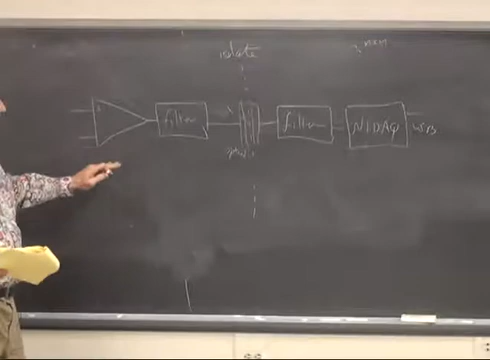 isolate
filter
filter
NIDAQ
USB